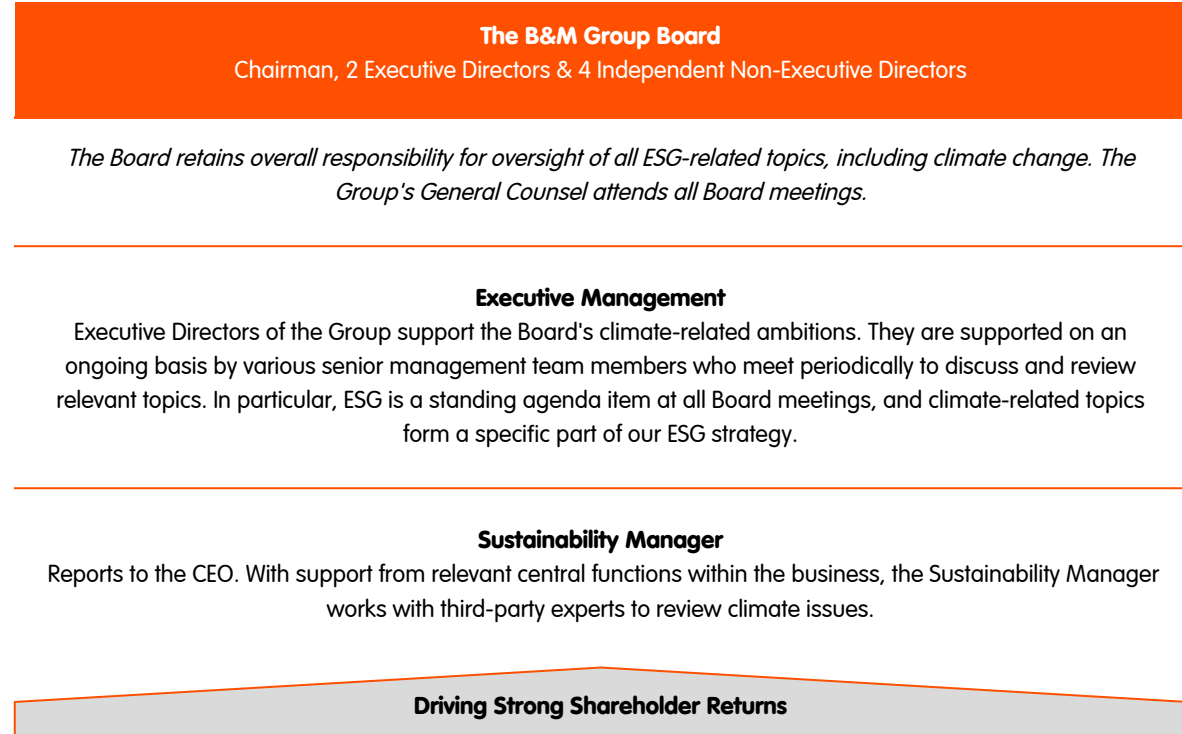 The B&M Group Board
Chairman, 2 Executive Directors & 4 Independent Non-Executive Directors
The Board retains overall responsibility for oversight of all ESG-related topics, including climate change. The
Group's General Counsel attends all Board meetings.
Executive Management
Executive Directors of the Group support the Board's climate-related ambitions. They are supported on an
ongoing basis by various senior management team members who meet periodically to discuss and review
relevant topics. In particular, ESG is a standing agenda item at all Board meetings, and climate-related topics
form a specific part of our ESG strategy.
Sustainability Manager
Reports to the CEO. With support from relevant central functions within the business, the Sustainability Manager
works with third-party experts to review climate issues.
Driving Strong Shareholder Returns